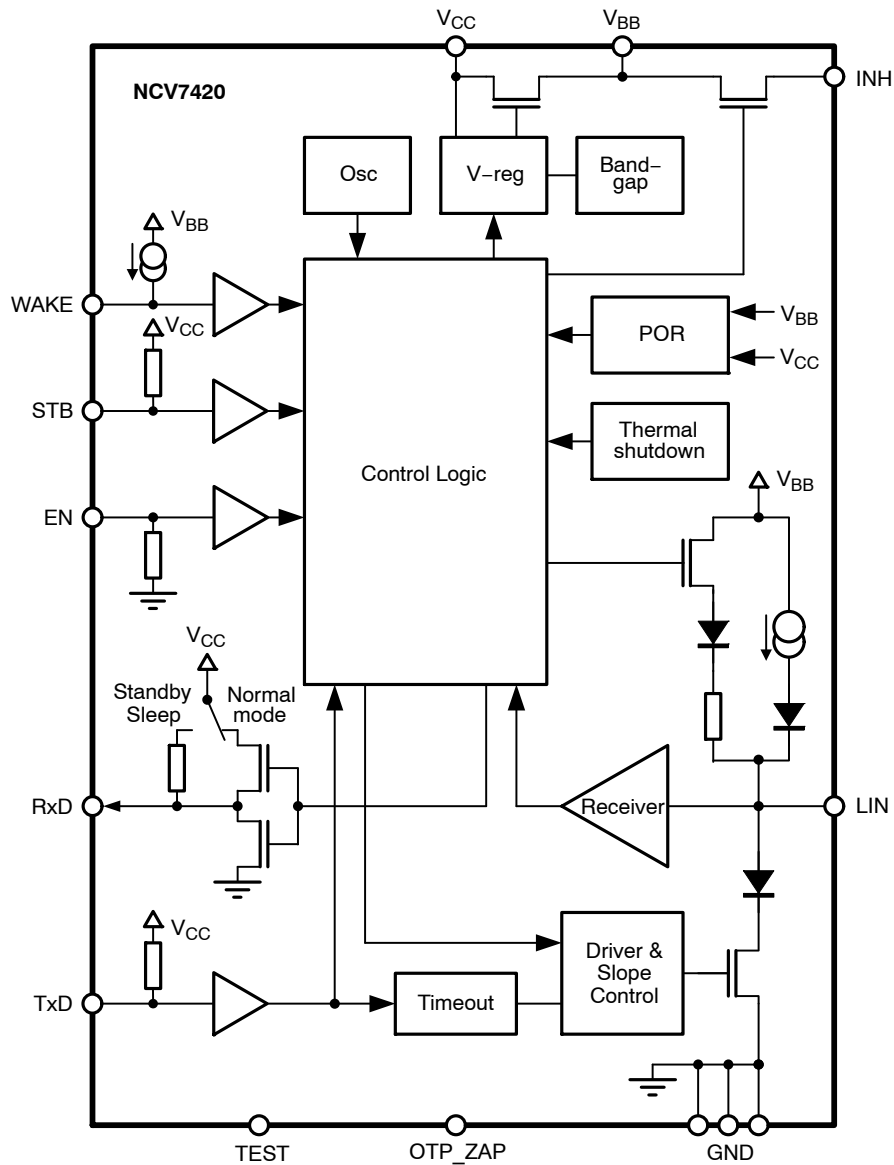 VCC
VBB
INH
NCV7420
Osc
V−reg
Band−
gap
VBB
WAKE
VCC
POR
VBB
VCC
STB
Thermal
shutdown
Control Logic
VBB
EN
VCC
Standby
Sleep
Normal
mode
RxD
Receiver
LIN
VCC
Driver &
Slope
Control
TxD
Timeout
TEST
OTP_ZAP
GND